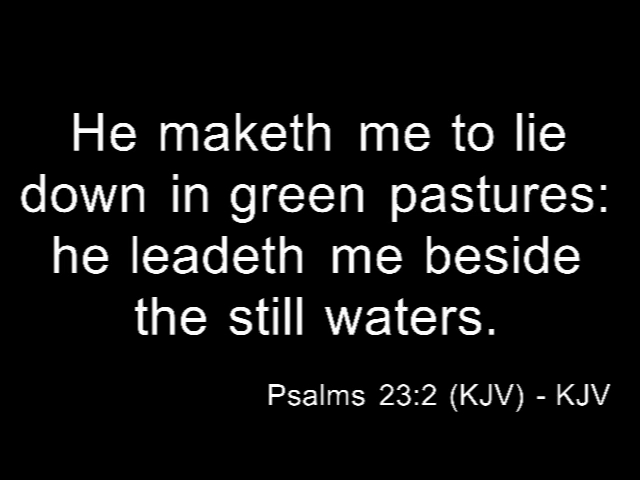 He maketh me to lie
down in green pastures:
he leadeth me beside
the still waters.
Psalms 23:2 (KJV) - KJV